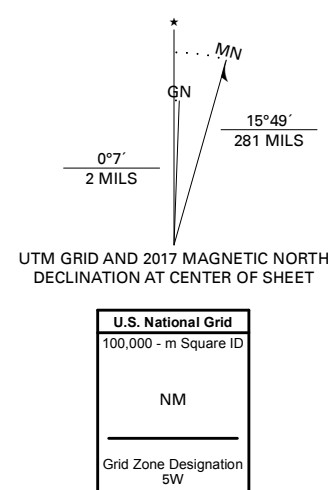 ★
MN
GN
15°49´
281 MILS
0°7´
2 MILS
UTM GRID AND 2017 MAGNETIC NORTH
DECLINATION AT CENTER OF SHEET
U.S. National Grid
100,000 - m Square ID
NM
Grid Zone Designation
5W